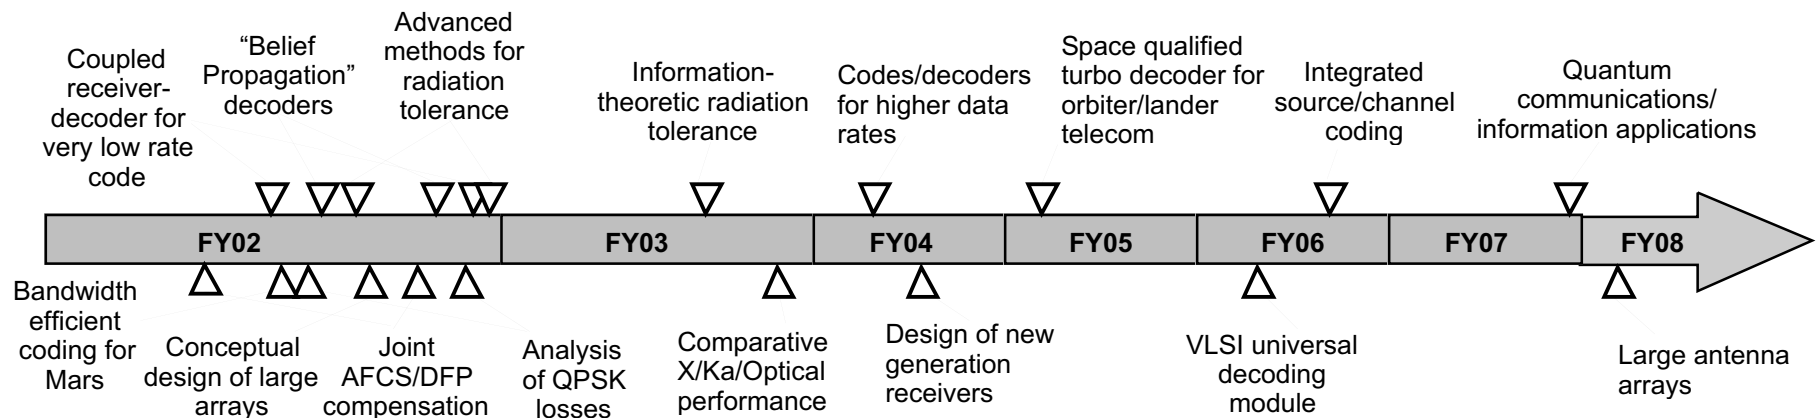 Coupled
receiver-
decoder for
very low rate
code
“Belief
Propagation”
decoders
Advanced
methods for
radiation
tolerance
Information-
theoretic radiation
tolerance
Codes/decoders
for higher data
rates
Space qualified
turbo decoder for
orbiter/lander
telecom
Integrated
source/channel
coding
Quantum
communications/
information applications
FY02
FY03
FY04
FY05
FY06
FY07
FY08
Bandwidth
efficient
coding for
Mars
Conceptual
design of large
arrays
Joint
AFCS/DFP
compensation
Analysis
of QPSK
losses
Comparative
X/Ka/Optical
performance
Design of new
generation
receivers
VLSI universal
decoding
module
Large antenna
arrays